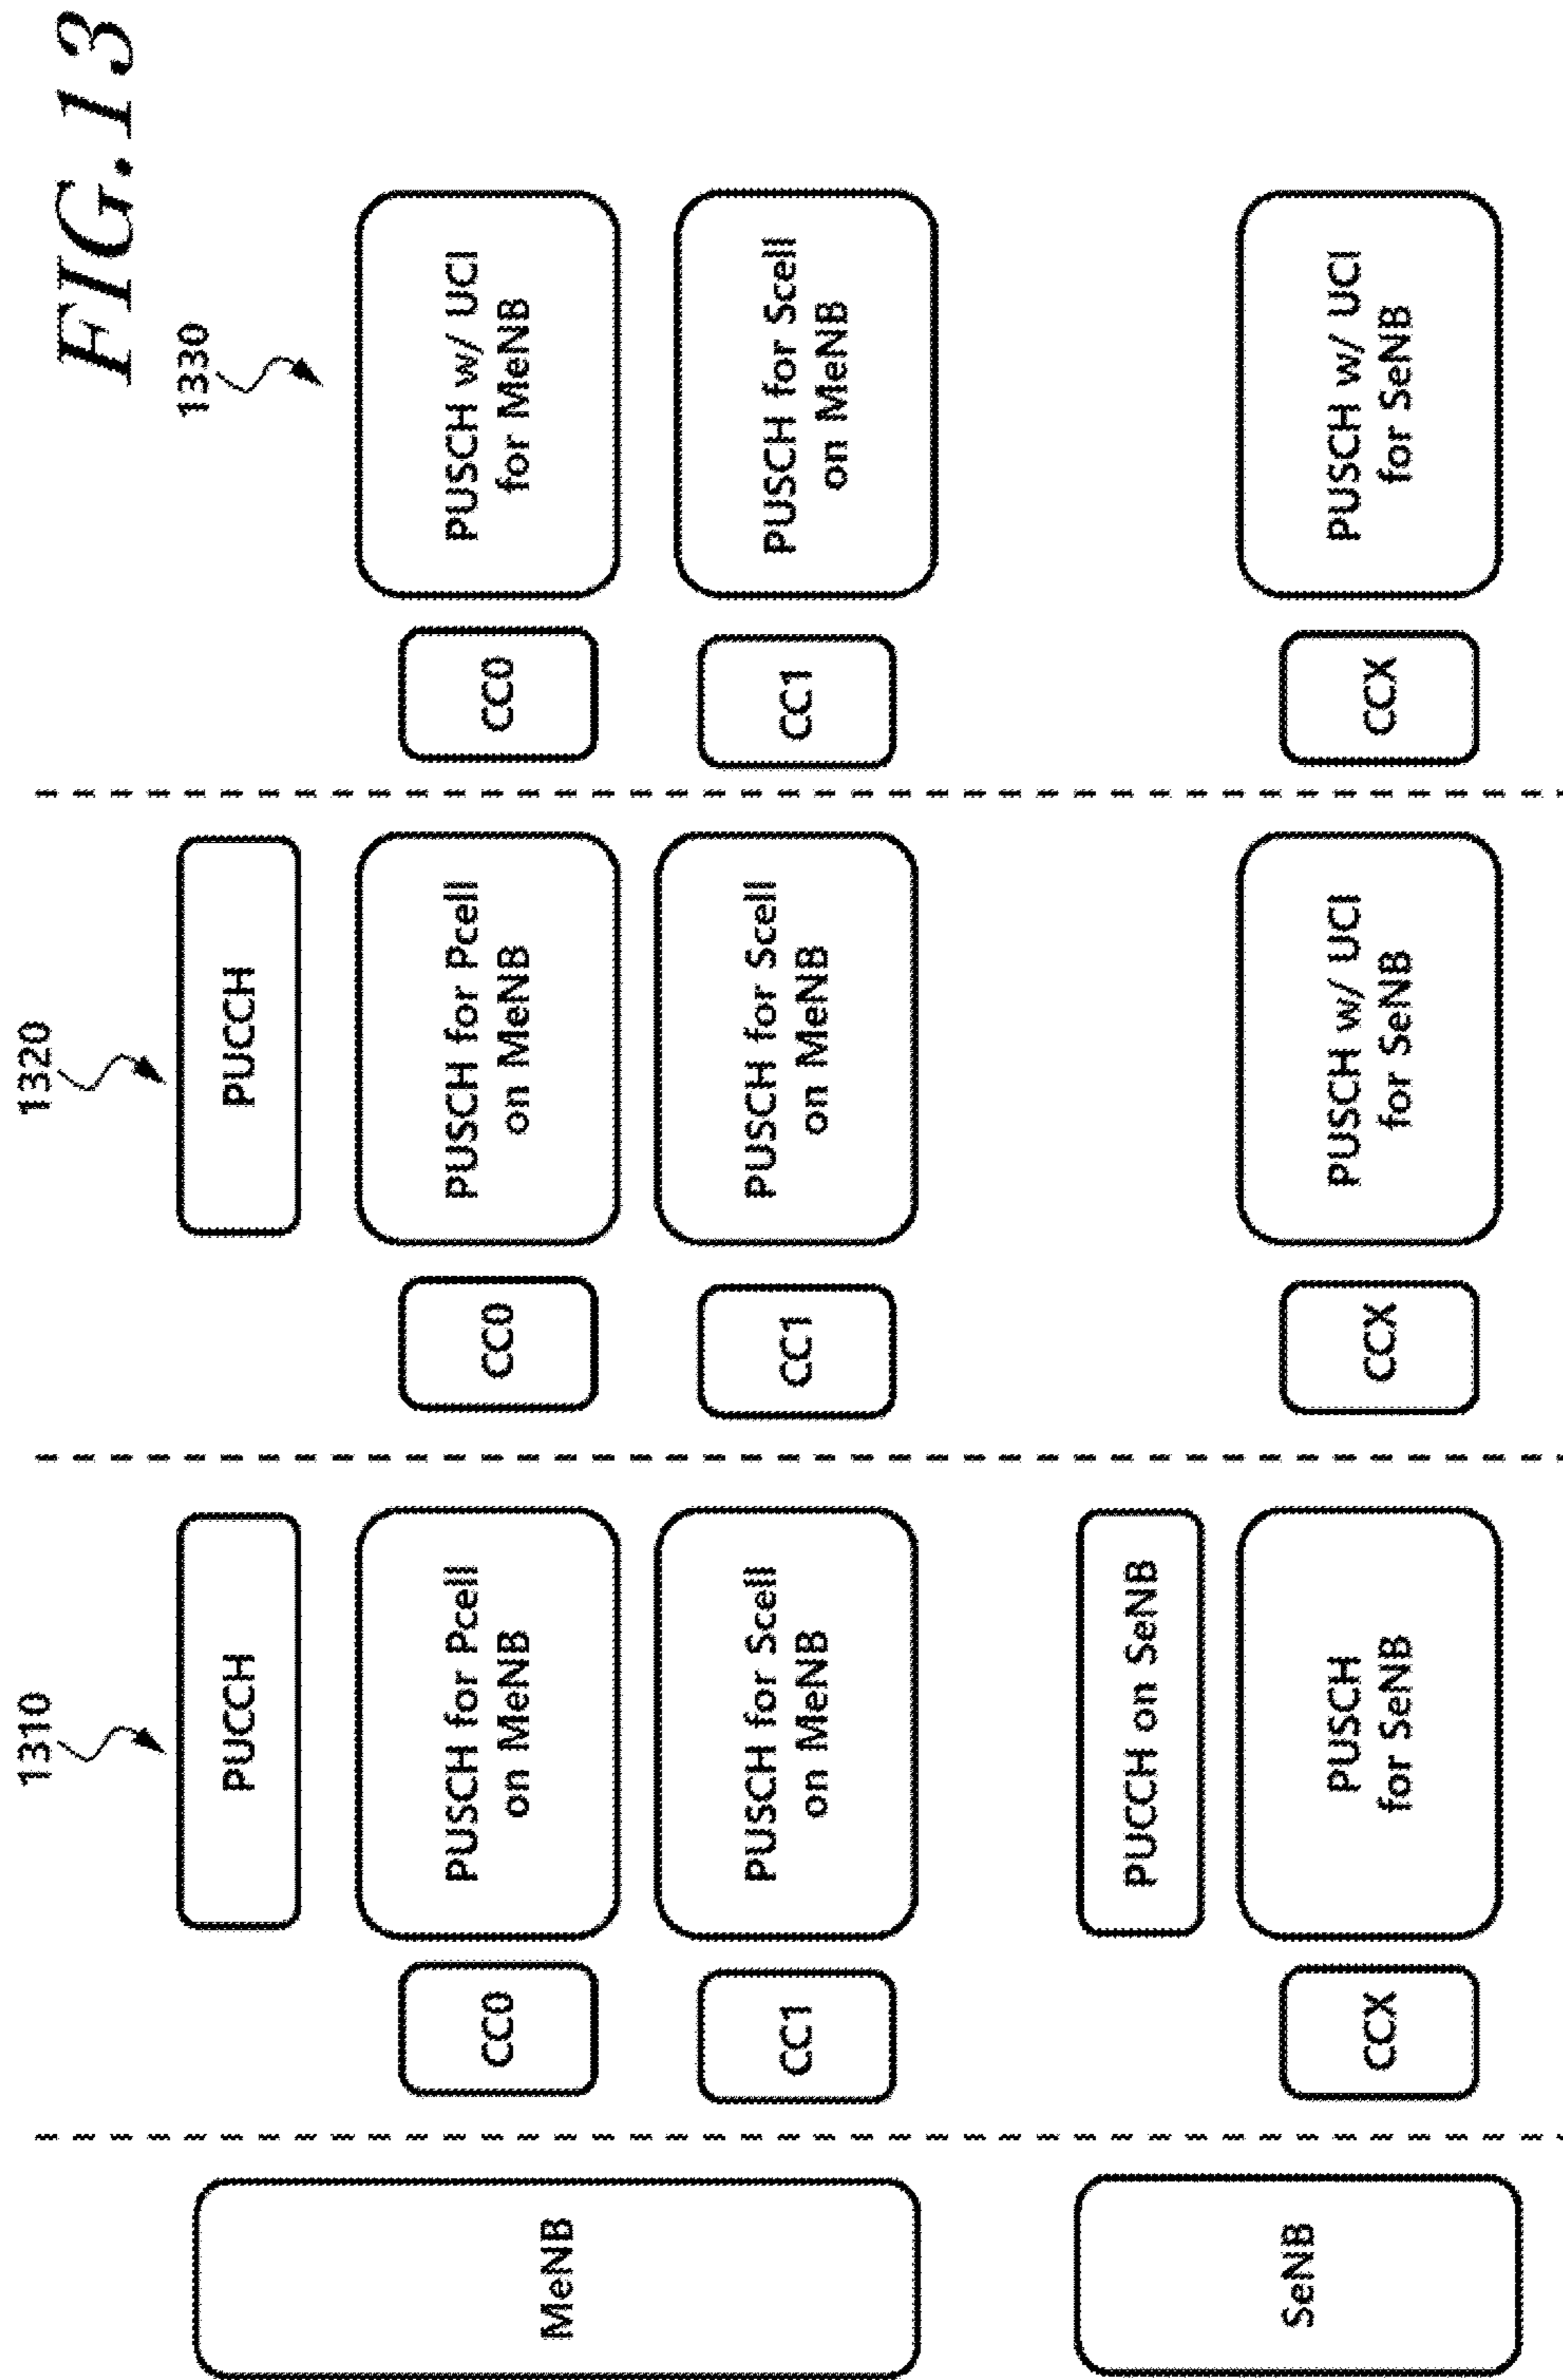 FIG.13
MeNB
SeNB
1310
PUCCH
CC0
PUSCH for Pcell
on MeNB
CC1
PUSCH for Scell
on MeNB
PUCCH on SeNB
CCX
PUSCH
for SeNB
1320
PUCCH
CC0
PUSCH for Pcell
on MeNB
CC1
PUSCH for Scell
on MeNB
CCX
PUSCH w/ UCI
for SeNB
1330
CC0
PUSCH w/ UCI
for MeNB
CC1
PUSCH for Scell
on MeNB
CCX
PUSCH w/ UCI
for SeNB